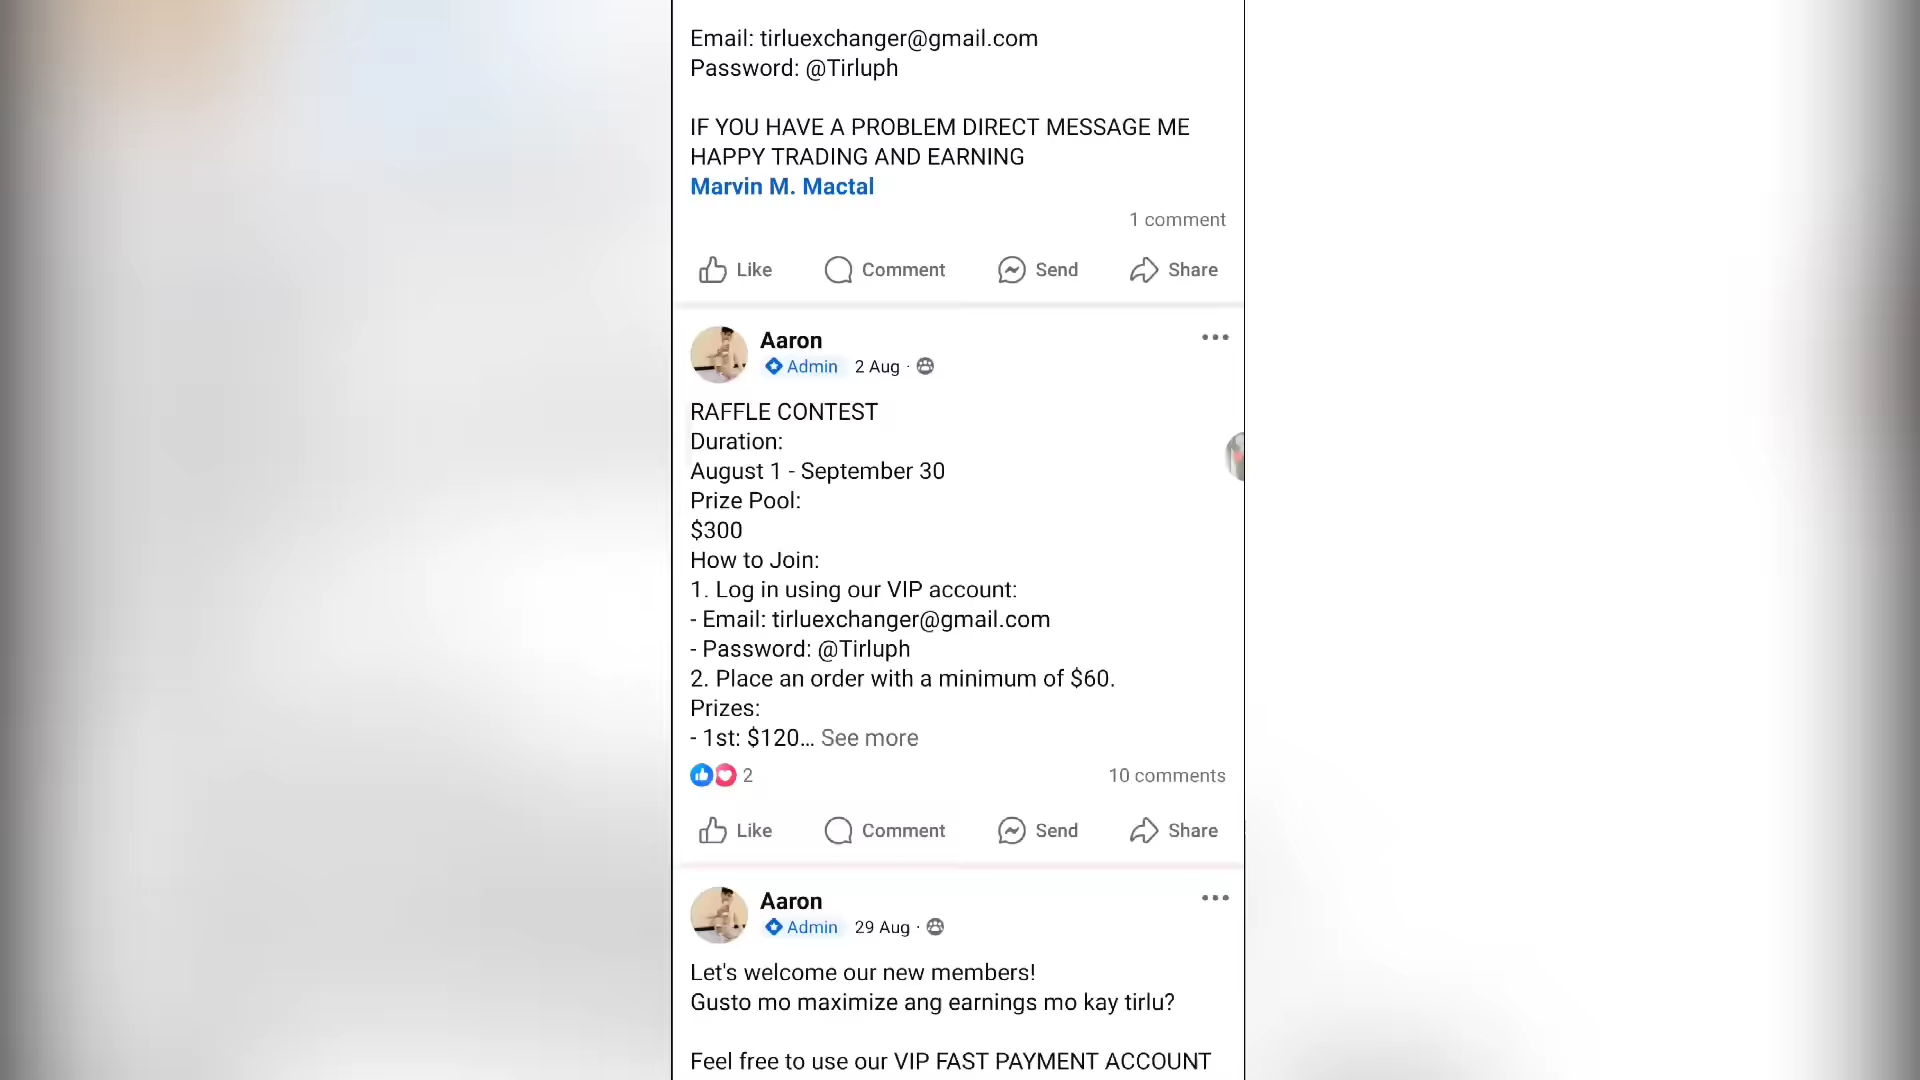 Email: tirluexchanger@gmail.com
Password: @Tirluph
IF YOU HAVE A PROBLEM DIRECT MESSAGE ME
HAPPY TRADING AND EARNING
Marvin M. Mactal
1 comment
Like Comment Send Share
Aaron
Admin 2 Aug ·
RAFFLE CONTEST
Duration:
August 1 - September 30
Prize Pool:
$300
How to Join:
1. Log in using our VIP account:
- Email: tirluexchanger@gmail.com
- Password: @Tirluph
2. Place an order with a minimum of $60.
Prizes:
- 1st: $120... See more
2 10 comments
Like Comment Send Share
Aaron
Admin 29 Aug ·
Let's welcome our new members!
Gusto mo maximize ang earnings mo kay tirlu?
Feel free to use our VIP FAST PAYMENT ACCOUNT